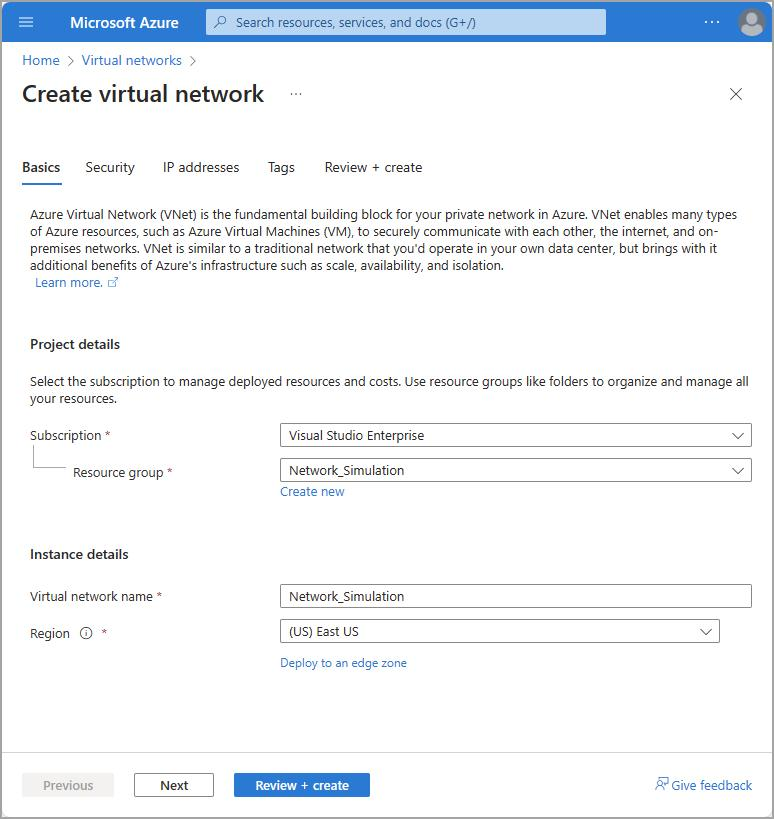 Microsoft Azure
Search resources, services, and docs (G+/)
...
Home > Virtual networks >
Create virtual network ...
Basics Security IP addresses Tags Review + create
Azure Virtual Network (VNet) is the fundamental building block for your private network in Azure. VNet enables many types
of Azure resources, such as Azure Virtual Machines (VM), to securely communicate with each other, the internet, and on-
premises networks. VNet is similar to a traditional network that you'd operate in your own data center, but brings with it
additional benefits of Azure's infrastructure such as scale, availability, and isolation.
Learn more.
Project details
Select the subscription to manage deployed resources and costs. Use resource groups like folders to organize and manage all
your resources.
Subscription * Visual Studio Enterprise
Resource group * Network_Simulation
Create new
Instance details
Virtual network name * Network_Simulation
Region * (US) East US
Deploy to an edge zone
Previous Next Review + create Give feedback